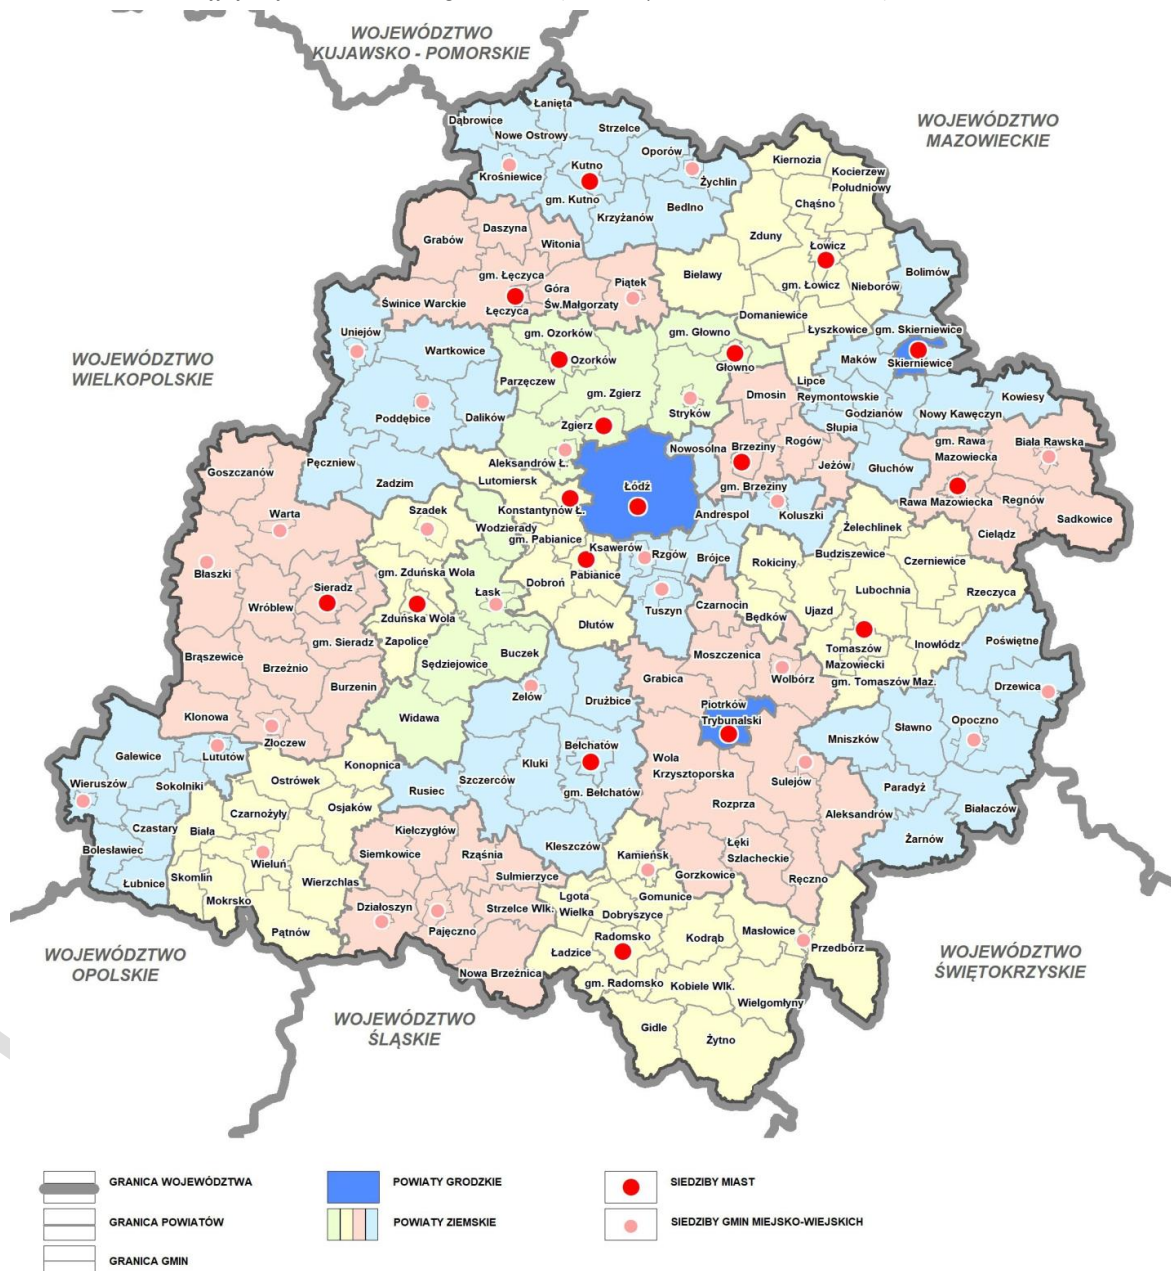 WOJEWÓDZTWO
KUJAWSKO - POMORSKIE
WOJEWÓDZTWO
MAZOWIECKIE
Łanięta
Dąbrowice
Nowe Ostrowy
Strzelce
Oporów
Kutno
Krośniewice
Żychlin
gm. Kutno
Bedlno
Krzyżanów
Kiernozia
Kocierzew
Południowy
Chąśno
Zduny
Łowicz
Bielawy
Bolimów
gm. Łowicz
Nieborów
Domaniewice
Łyszkowice
Daszyna
Grabów
Witonia
gm. Łęczyca
Góra
Św.Małgorzaty
Piątek
Świnice Warckie
Łęczyca
gm. Skierniewice
Skierniewice
Maków
Lipce
Reymontowskie
Godzianów
Nowy Kawęczyn
Kowiesy
Słupia
Głuchów
Uniejów
Wartkowice
Poddębice
Dalików
Pęczniew
Zadzim
gm. Ozorków
Ozorków
Parzęczew
gm. Zgierz
Zgierz
gm. Głowno
Głowno
Stryków
Aleksandrów Ł.
WOJEWÓDZTWO
WIELKOPOLSKIE
Dmosin
Brzeziny
Rogów
Jeżów
gm. Brzeziny
Nowosolna
Koluszki
Andrespol
Łódź
Brójce
Rzgów
Tuszyn
gm. Rawa
Mazowiecka
Biała Rawska
Rawa Mazowiecka
Regnów
Sadkowice
Cielądz
Lutomiersk
Konstantynów Ł.
gm. Pabianice
Ksawerów
Pabianice
Dobroń
Dłutów
Goszczanów
Warta
Błaszki
Sieradz
Wróblew
gm. Sieradz
Brąszewice
Brzeźnio
Burzenin
Klonowa
Złoczew
Szadek
gm. Zduńska Wola
Zduńska Wola
Zapolice
Wodzierady
Łask
Buczek
Sędziejowice
Widawa
Żelechlinek
Rokiciny
Budziszewice
Czerniewice
Lubochnia
Rzeczyca
Będków
Ujazd
Tomaszów
Mazowiecki
Inowłódz
gm. Tomaszów Maz.
Czarnocin
Moszczenica
Grabica
Wolbórz
Piotrków
Trybunalski
Wola
Krzysztoporska
Sulejów
Rozprza
Aleksandrów
Łęki
Szlacheckie
Gorzkowice
Ręczno
Poświętne
Drzewica
Sławno
Opoczno
Mniszków
Paradyż
Białaczów
Żarnów
Zelów
Drużbice
Bełchatów
Kluki
Szczerców
gm. Bełchatów
Rusiec
Kleszczów
Galewice
Lututów
Wieruszów
Sokolniki
Czastary
Bolesławiec
Łubnice
Konopnica
Ostrówek
Osjaków
Czarnożyły
Biała
Wieluń
Skomlin
Wierzchlas
Mokrsko
Pątnów
Kiełczygłów
Siemkowice
Rząśnia
Sulmierzyce
Działoszyn
Pajęczno
Strzelce Wlk.
Nowa Brzeźnica
Kamieńsk
Lgota
Wielka
Gomunice
Dobryszyce
Radomsko
Ładzice
Kodrąb
Masłowice
Przedbórz
gm. Radomsko
Kobiele Wlk.
Wielgomłyny
Gidle
Żytno
WOJEWÓDZTWO
OPOLSKIE
WOJEWÓDZTWO
ŚLĄSKIE
WOJEWÓDZTWO
ŚWIĘTOKRZYSKIE
GRANICA WOJEWÓDZTWA
GRANICA POWIATÓW
GRANICA GMIN
POWIATY GRODZKIE
POWIATY ZIEMSKIE
SIEDZIBY MIAST
SIEDZIBY GMIN MIEJSKO-WIEJSKICH